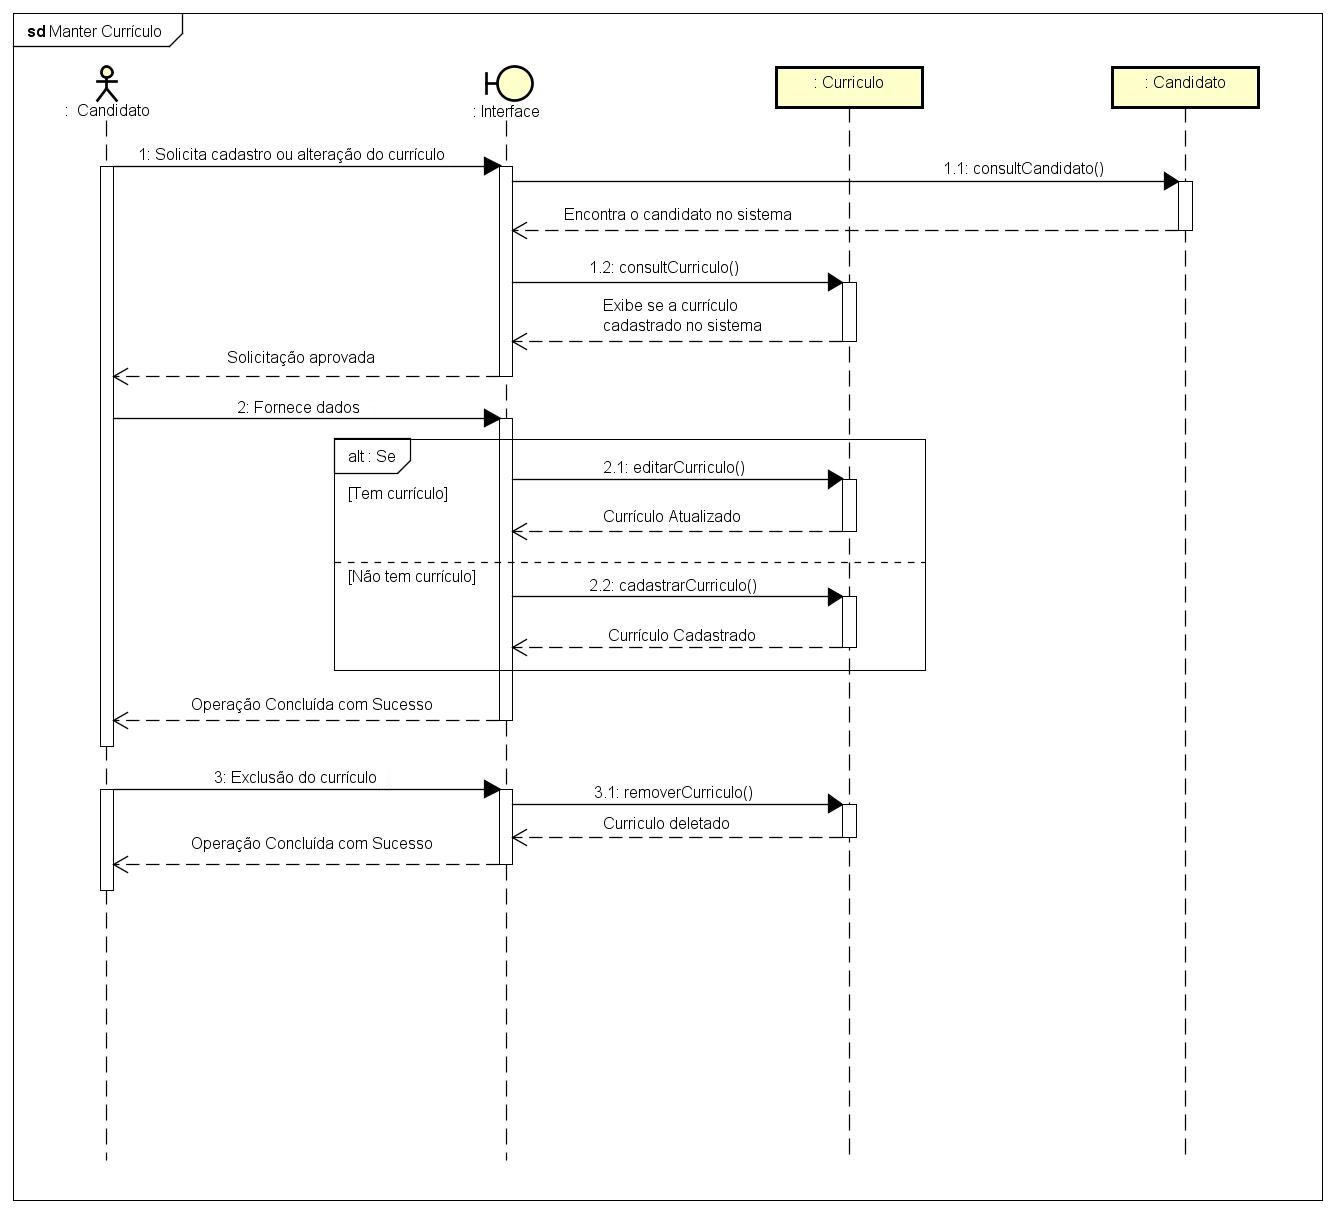 sd Manter Currículo
: Candidato
: Interface
: Curriculo
: Candidato
1: Solicita cadastro ou alteração do currículo
1.1: consultCandidato()
Encontra o candidato no sistema
1.2: consultCurriculo()
Exibe se a currículo
cadastrado no sistema
Solicitação aprovada
2: Fornece dados
alt : Se
2.1: editarCurriculo()
[Tem currículo]
Currículo Atualizado
[Não tem currículo]
2.2: cadastrarCurriculo()
Currículo Cadastrado
Operação Concluída com Sucesso
3: Exclusão do currículo
3.1: removerCurriculo()
Curriculo deletado
Operação Concluída com Sucesso